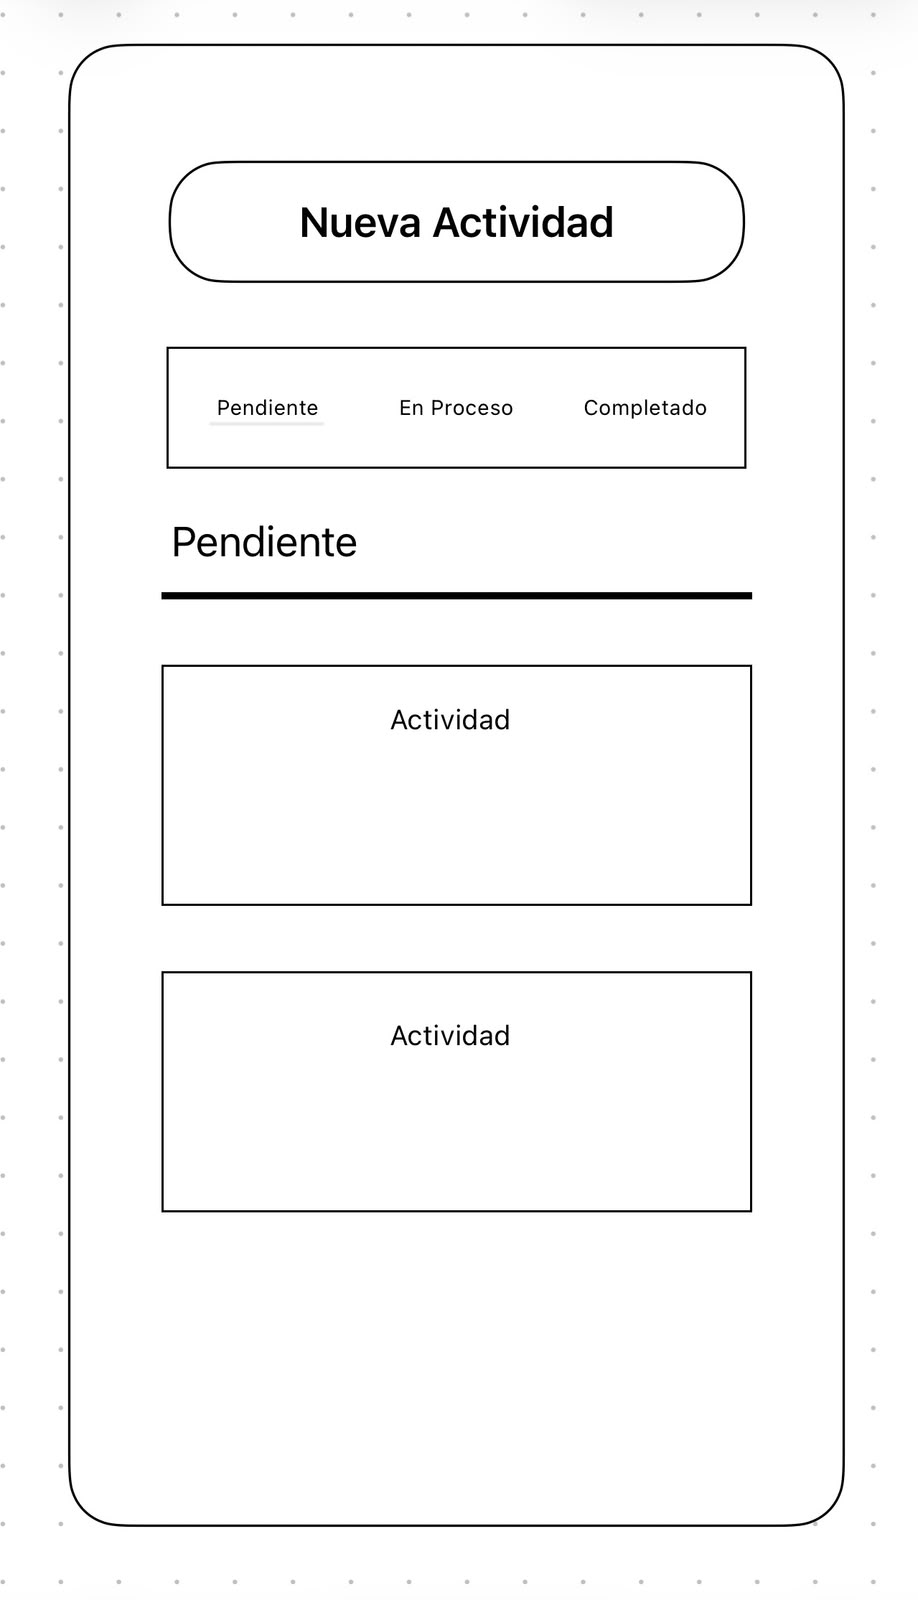 Nueva Actividad
Pendiente En Proceso Completado
Pendiente
Actividad
Actividad